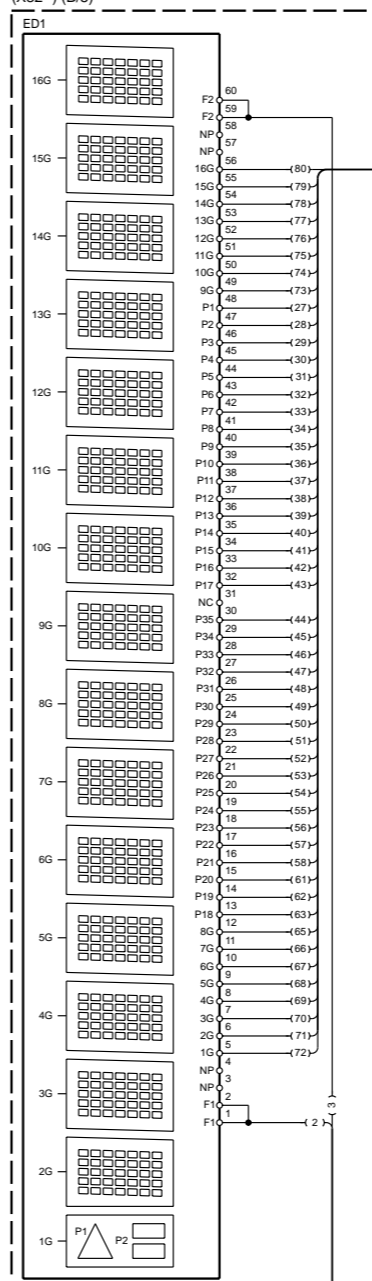 ED1
16G
15G
14G
13G
12G
11G
10G
9G
8G
7G
6G
5G
4G
3G
2G
1G
P1 P2
F2 60
F2 59
NP 58
NP 57
16G 56 (80)
15G 55 (79)
14G 54 (78)
13G 53 (77)
12G 52 (76)
11G 51 (75)
10G 50 (74)
9G 49 (73)
P1 48 (27)
P2 47 (28)
P3 46 (29)
P4 45 (30)
P5 44 (31)
P6 43 (32)
P7 42 (33)
P8 41 (34)
P9 40 (35)
P10 39 (36)
P11 38 (37)
P12 37 (38)
P13 36 (39)
P14 35 (40)
P15 34 (41)
P16 33 (42)
P17 32 (43)
NC 31
P35 30 (44)
P34 29 (45)
P33 28 (46)
P32 27 (47)
P31 26 (48)
P30 25 (49)
P29 24 (50)
P28 23 (51)
P27 22 (52)
P26 21 (53)
P25 20 (54)
P24 19 (55)
P23 18 (56)
P22 17 (57)
P21 16 (58)
P20 15 (61)
P19 14 (62)
P18 13 (63)
8G 12 (65)
7G 11 (66)
6G 10 (67)
5G 9 (68)
4G 8 (69)
3G 7 (70)
2G 6 (71)
1G 5 (72)
NP 4
NP 3
F1 2
F1 1 (2)
(3)